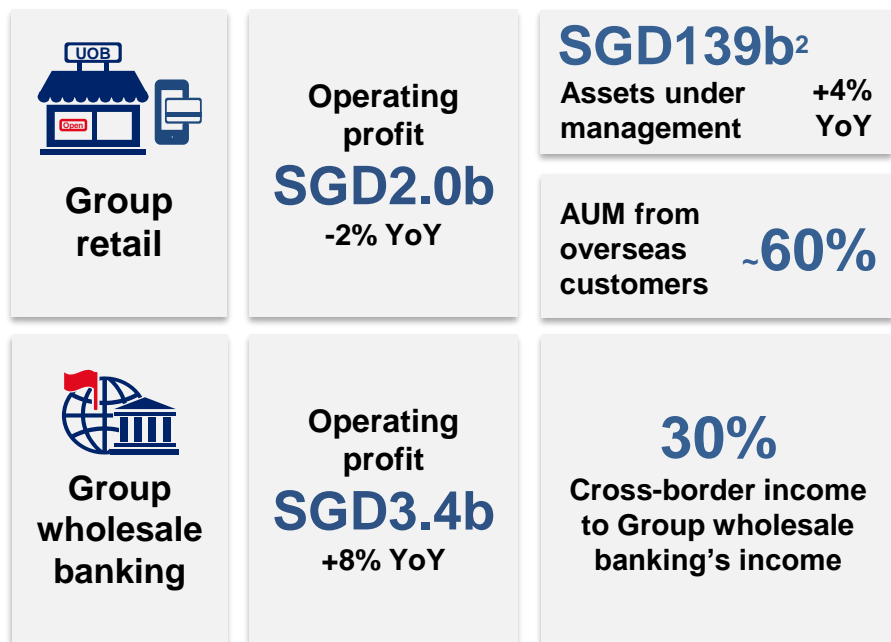 UOB
Open
Group
retail
Operating
profit
SGD2.0b
-2% YoY
SGD139b2
Assets under
management
+4%
YoY
AUM from
overseas
customers
~60%
Group
wholesale
banking
Operating
profit
SGD3.4b
+8% YoY
30%
Cross-border income
to Group wholesale
banking's income